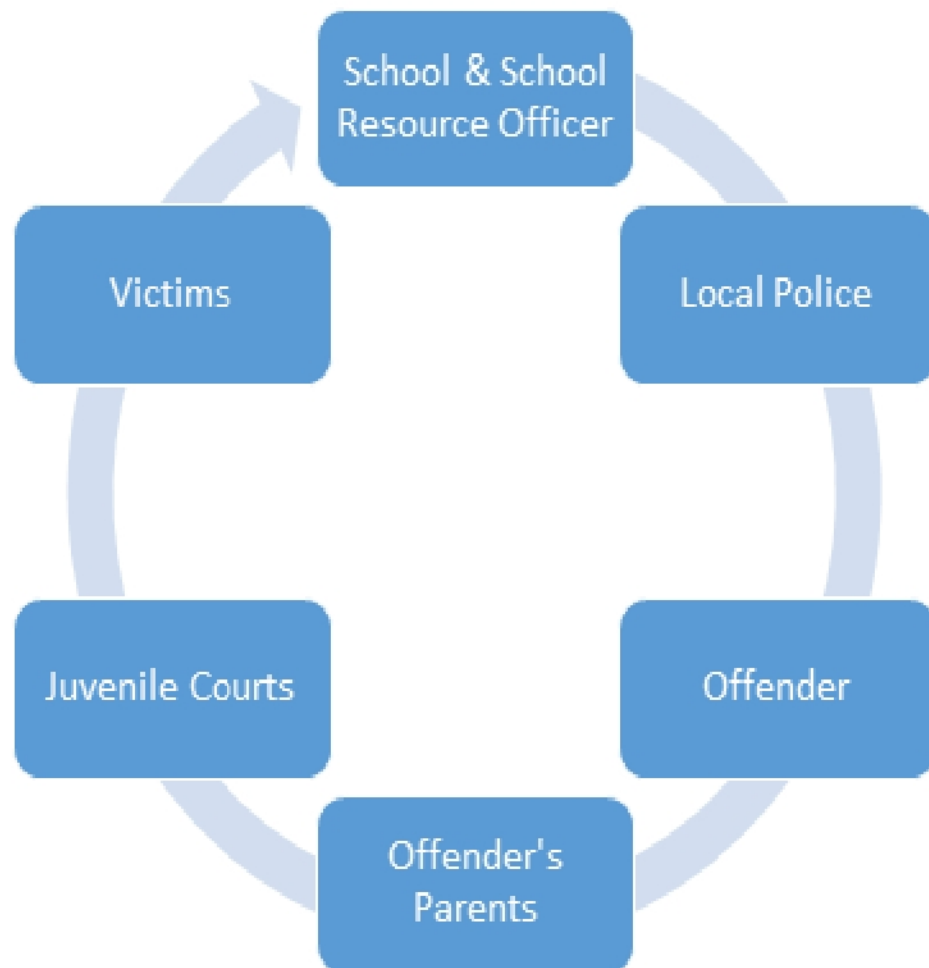 School & School
Resource Officer
Local Police
Offender
Offender's
Parents
Juvenile Courts
Victims